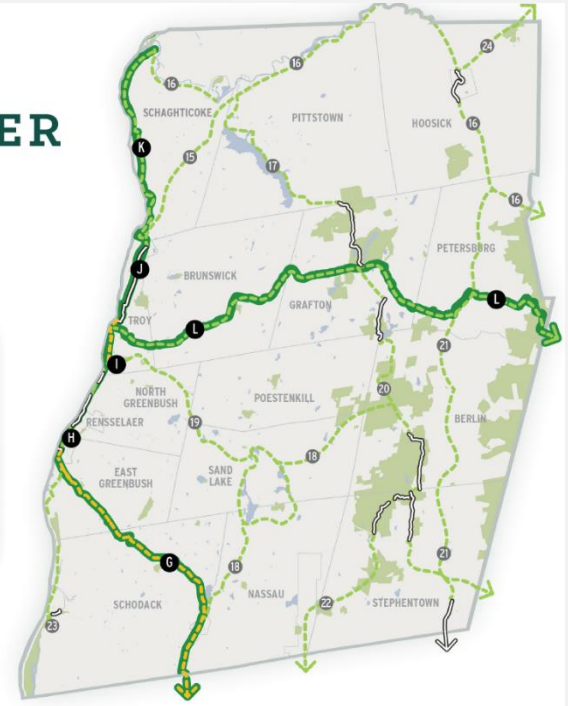 ER
24
16
16
SCHAGHTICOKE
PITTSTOWN
HOOSICK
16
K
15
17
16
PETERSBURG
J
BRUNSWICK
GRAFTON
L
TROY
L
21
I
NORTH
GREENBUSH
POESTENKILL
20
RENSSELAER
19
BERLIN
H
18
EAST
GREENBUSH
SAND
LAKE
G
18
21
NASSAU
SCHODACK
22
STEPHENTOWN
23